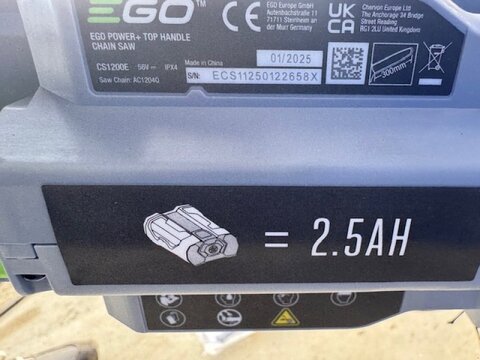 EGO™
EGO Europe GmbH
Autenbachstraße 11
71711 Steinheim an
der Murr Germany
UK
CA
Chervon Europe Ltd
The Anchorage 34 Bridge
Street Reading
RG1 2LU United Kingdom
EGO POWER+ TOP HANDLE
CHAIN SAW
CS1200E 56V IPX4
Made in China
01/2025
300mm
Saw Chain: AC1204Q
S/N: ECS11250122658X
= 2.5AH